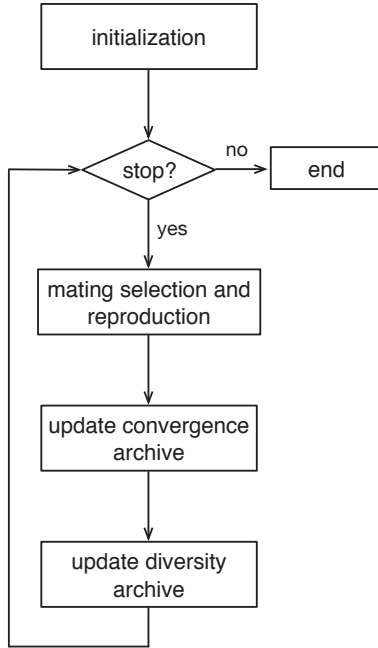 initialization
stop?
no
end
yes
mating selection and
reproduction
update convergence
archive
update diversity
archive